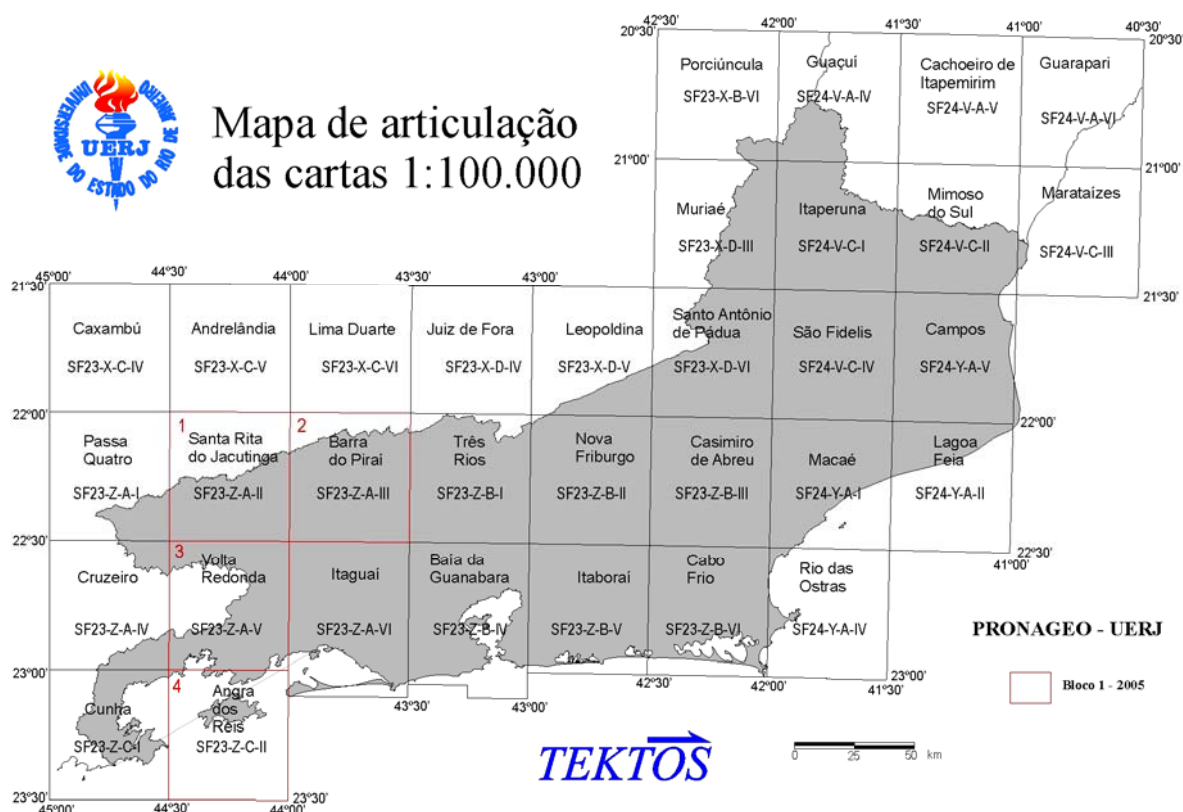 42°30' 42°00' 41°30' 41°00' 40°30'
20°30' 20°30'
UNIVERSIDADE DO ESTADO DO RIO DE JANEIRO
UERJ
Mapa de articulação
das cartas 1:100.000
Porciúncula Guaçuí Cachoeiro de Guarapari
Itapemirim
SF23-X-B-VI SF24-V-A-IV SF24-V-A-V SF24-V-A-VI
21°00' 21°00'
Muriaé Itaperuna Mimoso Marataízes
do Sul
SF23-X-D-III SF24-V-C-I SF24-V-C-II SF24-V-C-III
45°00' 44°30' 44°00' 43°30' 43°00'
21°30' 21°30'
Caxambú Andrelândia Lima Duarte Juiz de Fora Leopoldina Santo Antônio São Fidelis Campos
de Pádua
SF23-X-C-IV SF23-X-C-V SF23-X-C-VI SF23-X-D-IV SF23-X-D-V SF23-X-D-VI SF24-V-C-IV SF24-Y-A-V
22°00' 22°00'
1 2
Passa Santa Rita Barra Três Nova Casimiro Macaé Lagoa
Quatro do Jacutinga do Piraí Rios Friburgo de Abreu Feia
SF23-Z-A-I SF23-Z-A-II SF23-Z-A-III SF23-Z-B-I SF23-Z-B-II SF23-Z-B-III SF24-Y-A-I SF24-Y-A-II
22°30' 22°30'
41°00'
3
Cruzeiro Volta Itaguaí Baía da Itaboraí Cabo Rio das
Redonda Guanabara Frio Ostras
SF23-Z-A-IV SF23-Z-A-V SF23-Z-A-VI SF23-Z-B-IV SF23-Z-B-V SF23-Z-B-VI SF24-Y-A-IV
PRONAGEO - UERJ
23°00' 23°00'
43°30' 43°00' 42°30' 42°00' 41°30'
4
Bloco 1 - 2005
Cunha Angra
dos
Réis
SF23-Z-C-I SF23-Z-C-II
TEKTOS
0 25 50 km
23°30' 23°30'
45°00' 44°30' 44°00'